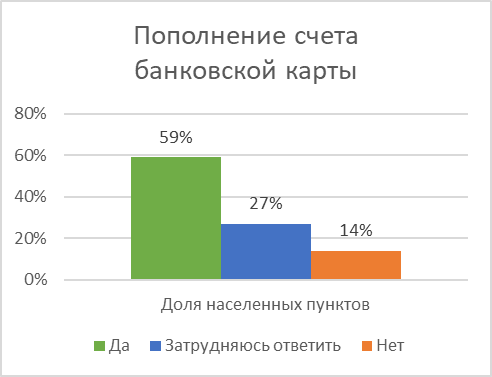 Пополнение счета
банковской карты
80%
60%
40%
20%
0%
59%
27%
14%
Доля населенных пунктов
Да
Затрудняюсь ответить
Нет